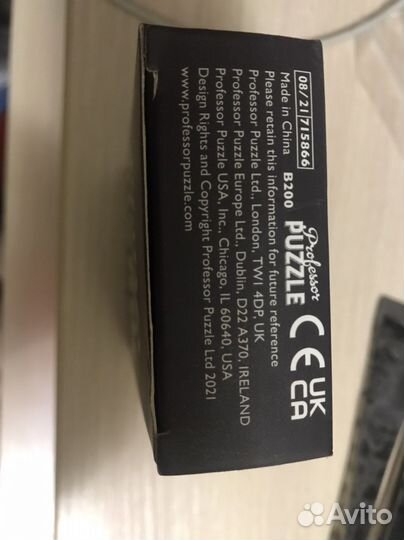 08/21 715866
Made in China B200
Please retain this information for future reference
Professor Puzzle Ltd., London, TW1 4DP, UK
Professor Puzzle Europe Ltd., Dublin, D22 A370, IRELAND
Professor Puzzle USA, Inc., Chicago, IL 60640, USA
Design Rights and Copyright Professor Puzzle Ltd 2021
www.professorpuzzle.com
Professor
PUZZLE
CE
UK
CA
Avito